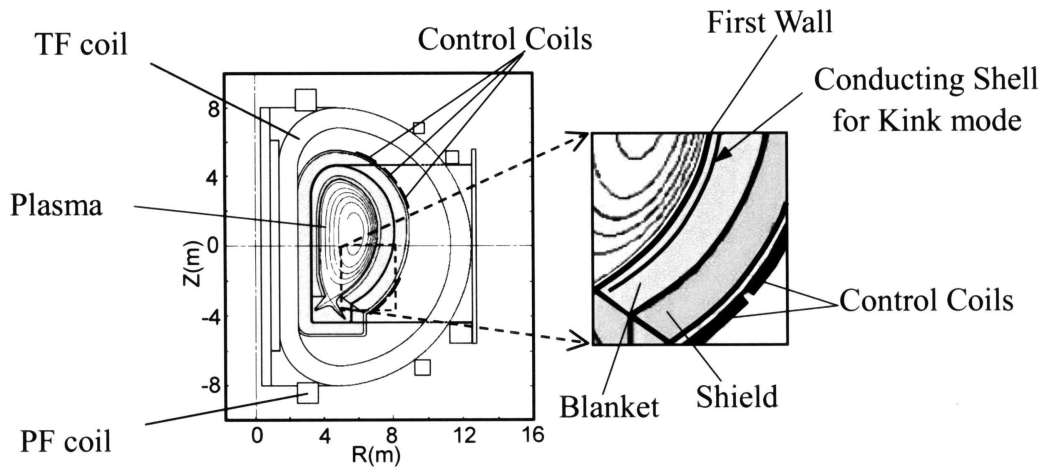 First Wall
TF coil
Control Coils
Conducting Shell
for Kink mode
8
4
Plasma
0
Z(m)
-4
Control Coils
-8
Blanket
Shield
PF coil
0
4
8
12
16
R(m)